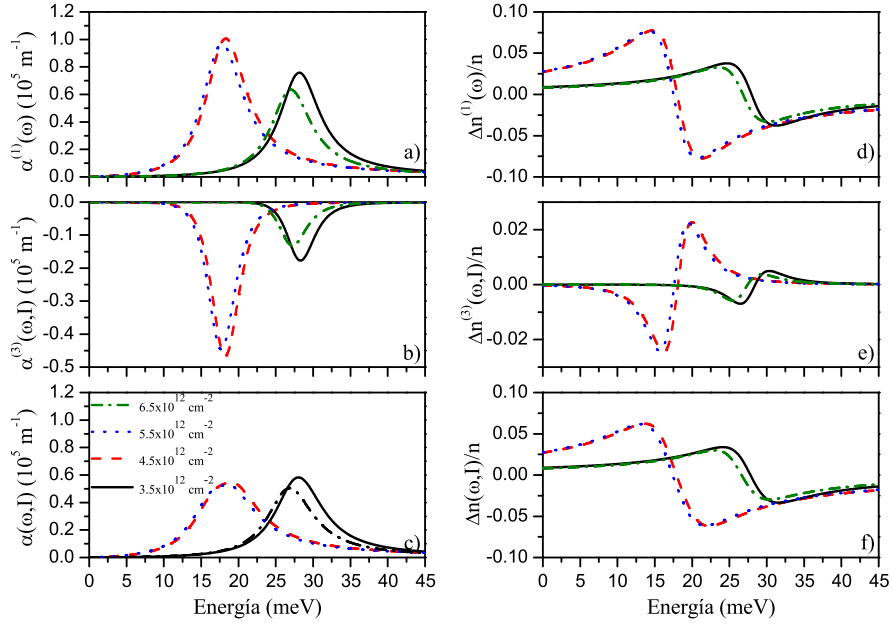 1.2
1.0
0.8
0.6
0.4
0.2
0.0
α(1)(ω) (10^5 m^-1)
a)
0.0
-0.1
-0.2
-0.3
-0.4
-0.5
α(3)(ω,I) (10^5 m^-1)
b)
1.2
1.0
0.8
0.6
0.4
0.2
0.0
α(ω,I) (10^5 m^-1)
6.5x10^12 cm^-2
5.5x10^12 cm^-2
4.5x10^12 cm^-2
3.5x10^12 cm^-2
c)
0 5 10 15 20 25 30 35 40 45
Energía (meV)
0.10
0.05
0.00
-0.05
-0.10
Δn(1)(ω)/n
d)
0.02
0.00
-0.02
Δn(3)(ω,I)/n
e)
0.10
0.05
0.00
-0.05
-0.10
Δn(ω,I)/n
f)
0 5 10 15 20 25 30 35 40 45
Energía (meV)